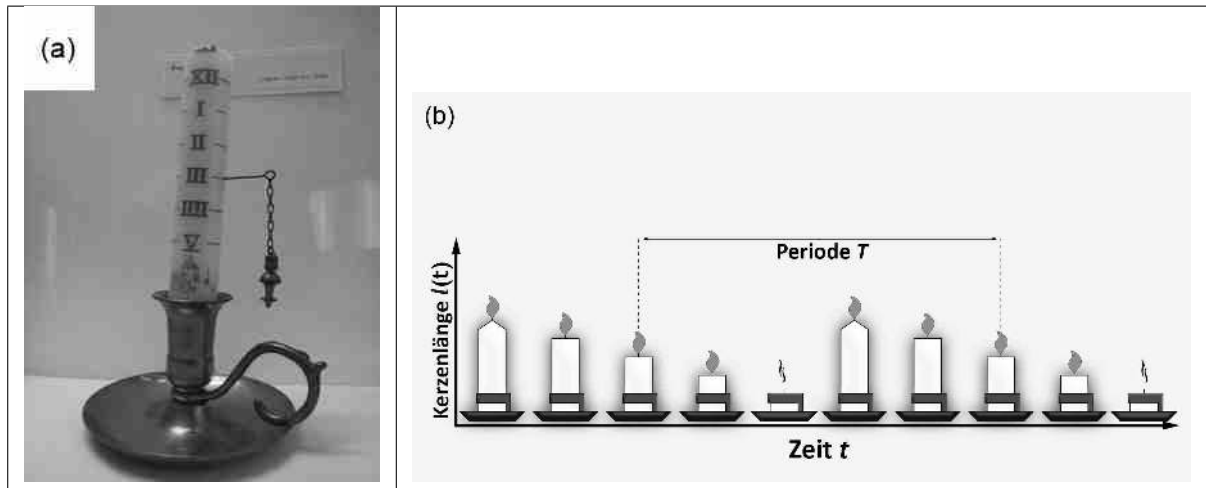 (a)
XII
I
II
III
IIII
V
(b)
Periode T
Kerzenlänge l(t)
Zeit t